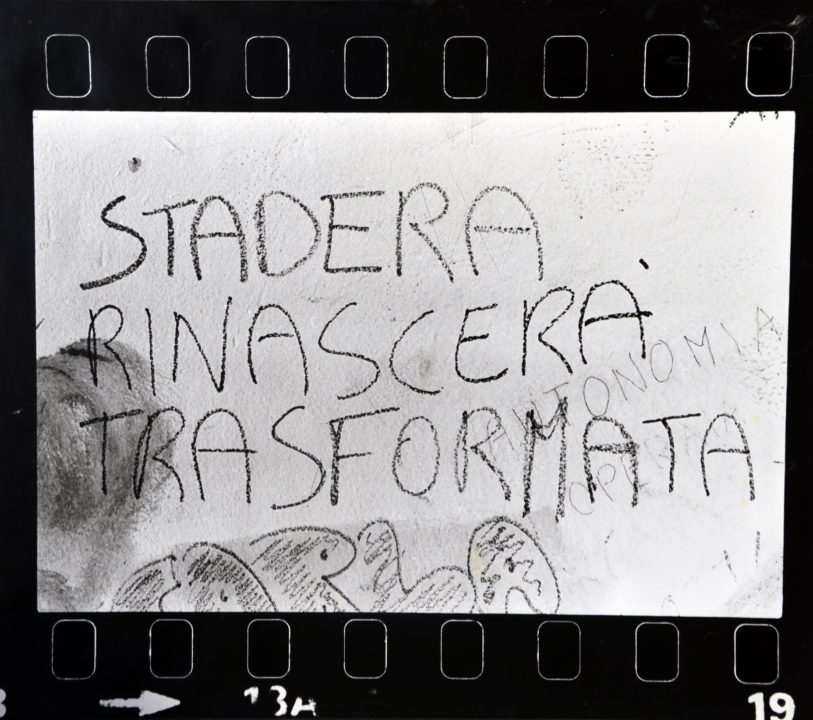 STADERA
RINASCERÀ
TRASFORMATA
AUTONOMIA
OPERAIA
13A
19